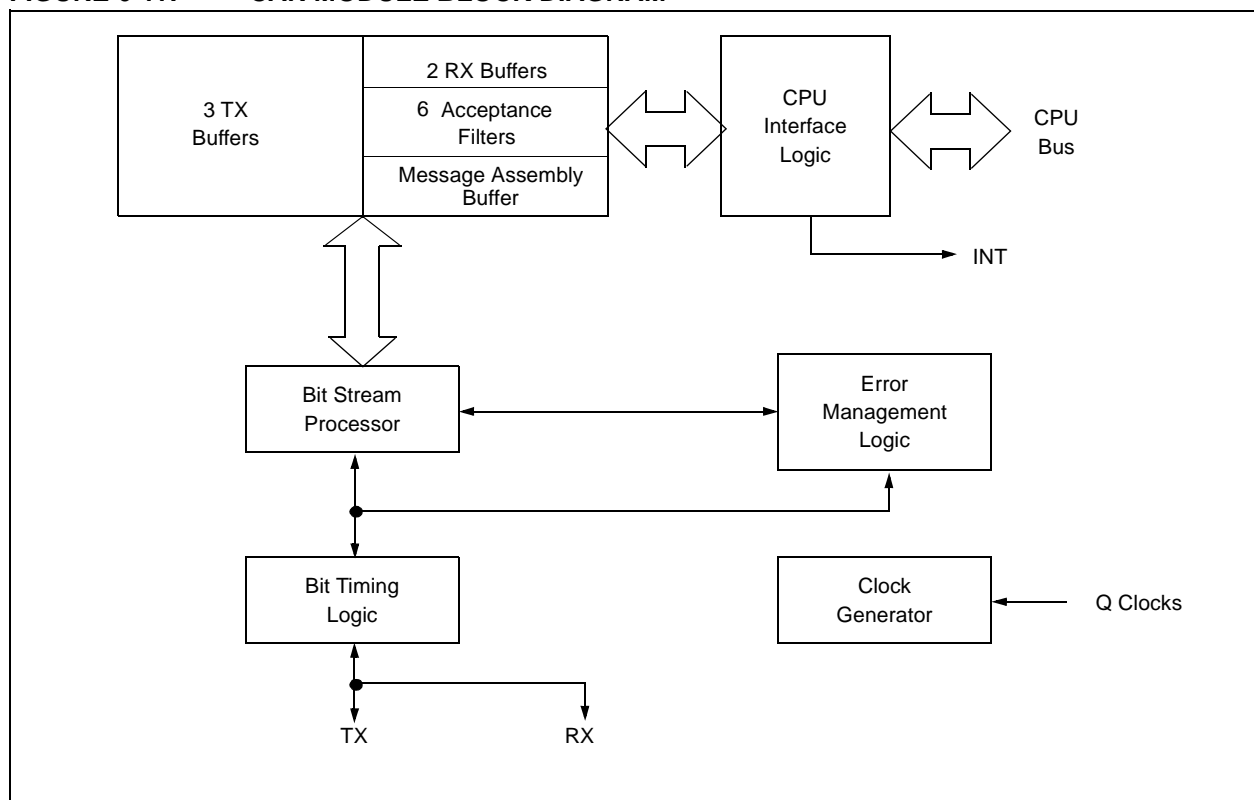 3 TX
Buffers
2 RX Buffers
6 Acceptance
Filters
Message Assembly
Buffer
CPU
Interface
Logic
CPU
Bus
INT
Bit Stream
Processor
Error
Management
Logic
Bit Timing
Logic
Clock
Generator
Q Clocks
TX
RX